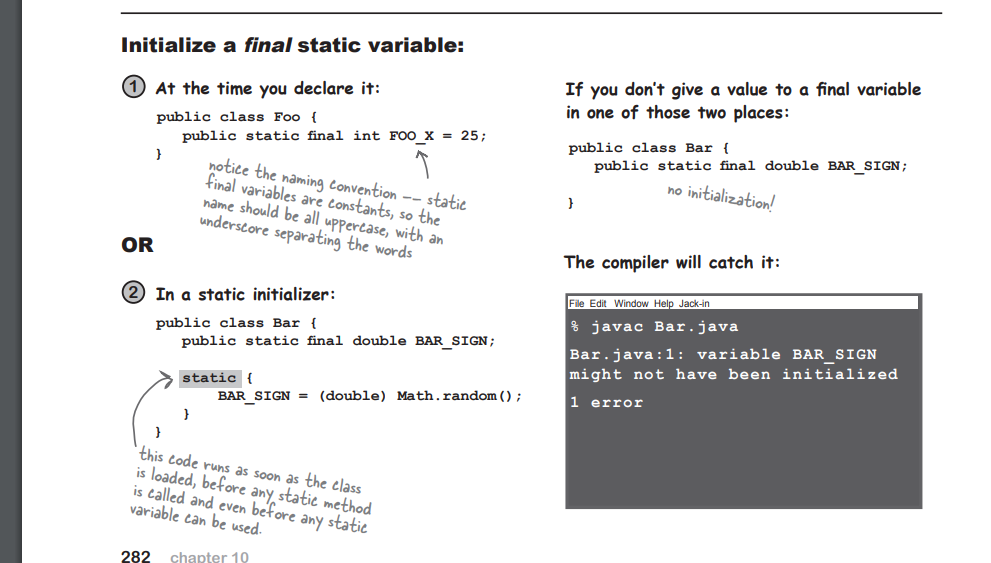 Initialize a final static variable:
1 At the time you declare it:
public class Foo {
public static final int FOO_X = 25;
}
notice the naming convention -- static
final variables are constants, so the
name should be all uppercase, with an
underscore separating the words
OR
2 In a static initializer:
public class Bar {
public static final double BAR_SIGN;
static {
BAR_SIGN = (double) Math.random();
}
}
this code runs as soon as the class
is loaded, before any static method
is called and even before any static
variable can be used.
If you don't give a value to a final variable
in one of those two places:
public class Bar {
public static final double BAR_SIGN;
no initialization!
}
The compiler will catch it:
File Edit Window Help Jack-in
% javac Bar.java
Bar.java:1: variable BAR_SIGN
might not have been initialized
1 error
282 chapter 10